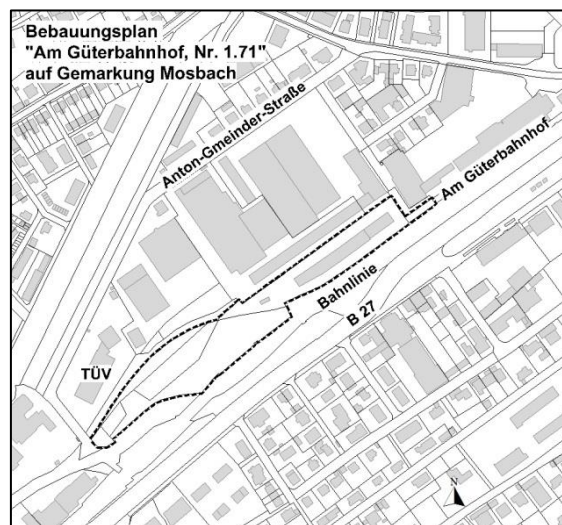 Bebauungsplan
"Am Güterbahnhof, Nr. 1.71"
auf Gemarkung Mosbach
Anton-Gmeinder-Straße
Am Güterbahnhof
Bahnlinie
B 27
TÜV
N